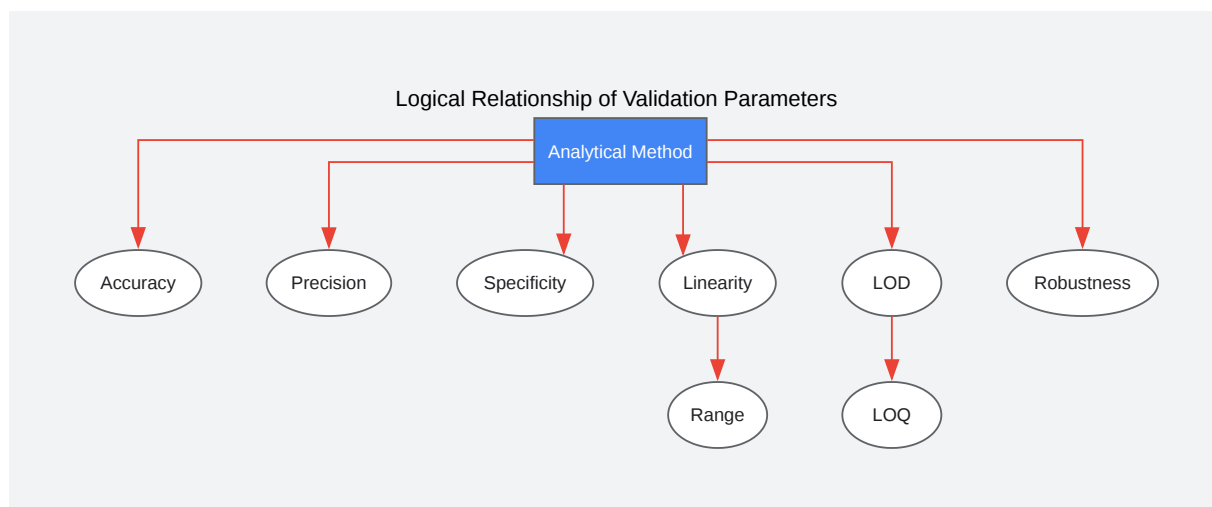 Logical Relationship of Validation Parameters
Analytical Method
Accuracy
Precision
Specificity
Linearity
LOD
Robustness
Range
LOQ